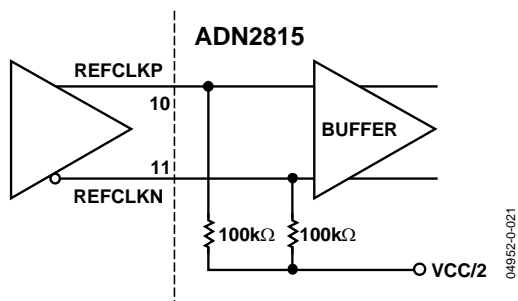 ADN2815
REFCLKP
10
BUFFER
11
REFCLKN
100kΩ
100kΩ
VCC/2
04952-0-021